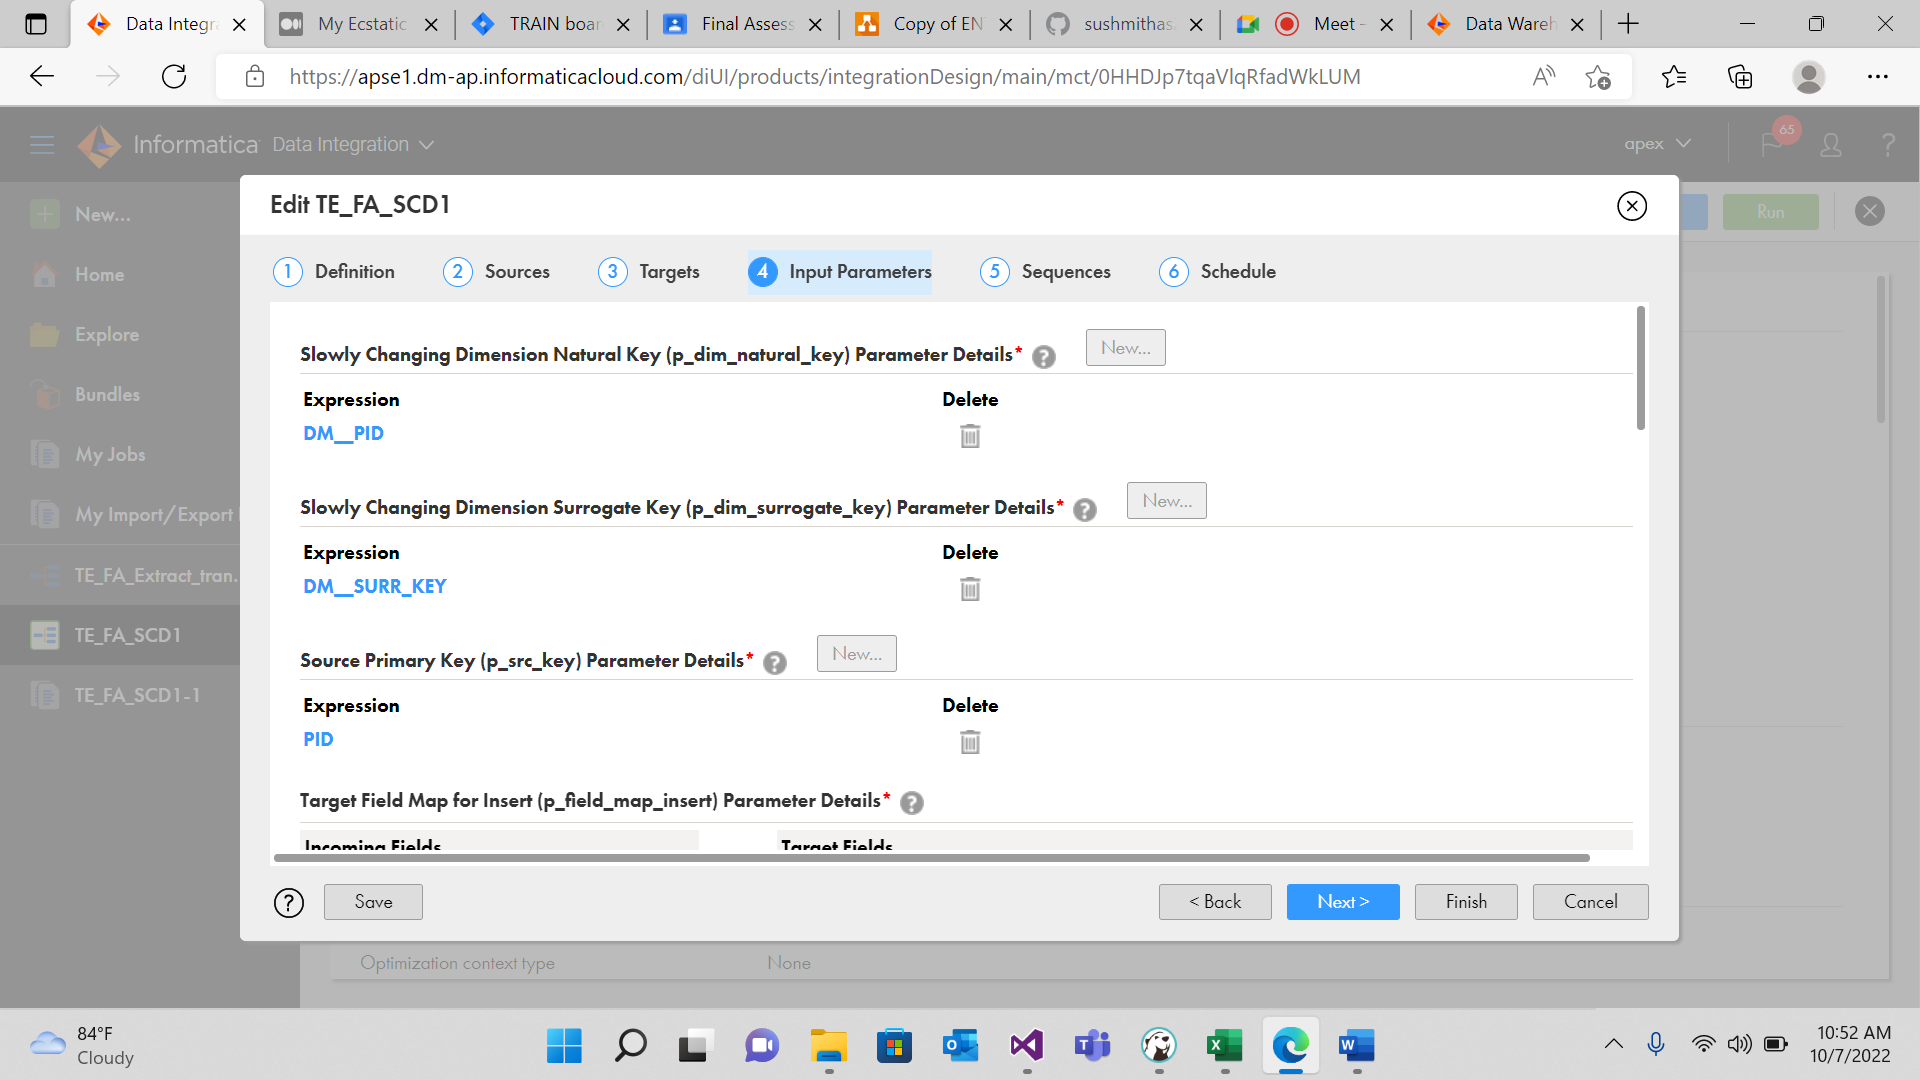 Data Integra
My Ecstatic
TRAIN boar
Final Assess
Copy of EN
sushmithas
Meet -
Data Wareh
https://apse1.dm-ap.informaticacloud.com/diUI/products/integrationDesign/main/mct/0HHDJp7tqaVlqRfadWkLUM
Informatica Data Integration
apex
65
?
New...
Home
Explore
Bundles
My Jobs
My Import/Export
TE_FA_Extract_tran...
TE_FA_SCD1
TE_FA_SCD1-1
Run
Edit TE_FA_SCD1
1 Definition
2 Sources
3 Targets
4 Input Parameters
5 Sequences
6 Schedule
Slowly Changing Dimension Natural Key (p_dim_natural_key) Parameter Details* ? New...
Expression Delete
DM__PID
Slowly Changing Dimension Surrogate Key (p_dim_surrogate_key) Parameter Details* ? New...
Expression Delete
DM__SURR_KEY
Source Primary Key (p_src_key) Parameter Details* ? New...
Expression Delete
PID
Target Field Map for Insert (p_field_map_insert) Parameter Details* ?
Incoming Fields Target Fields
? Save < Back Next > Finish Cancel
Optimization context type None
84°F
Cloudy
10:52 AM
10/7/2022